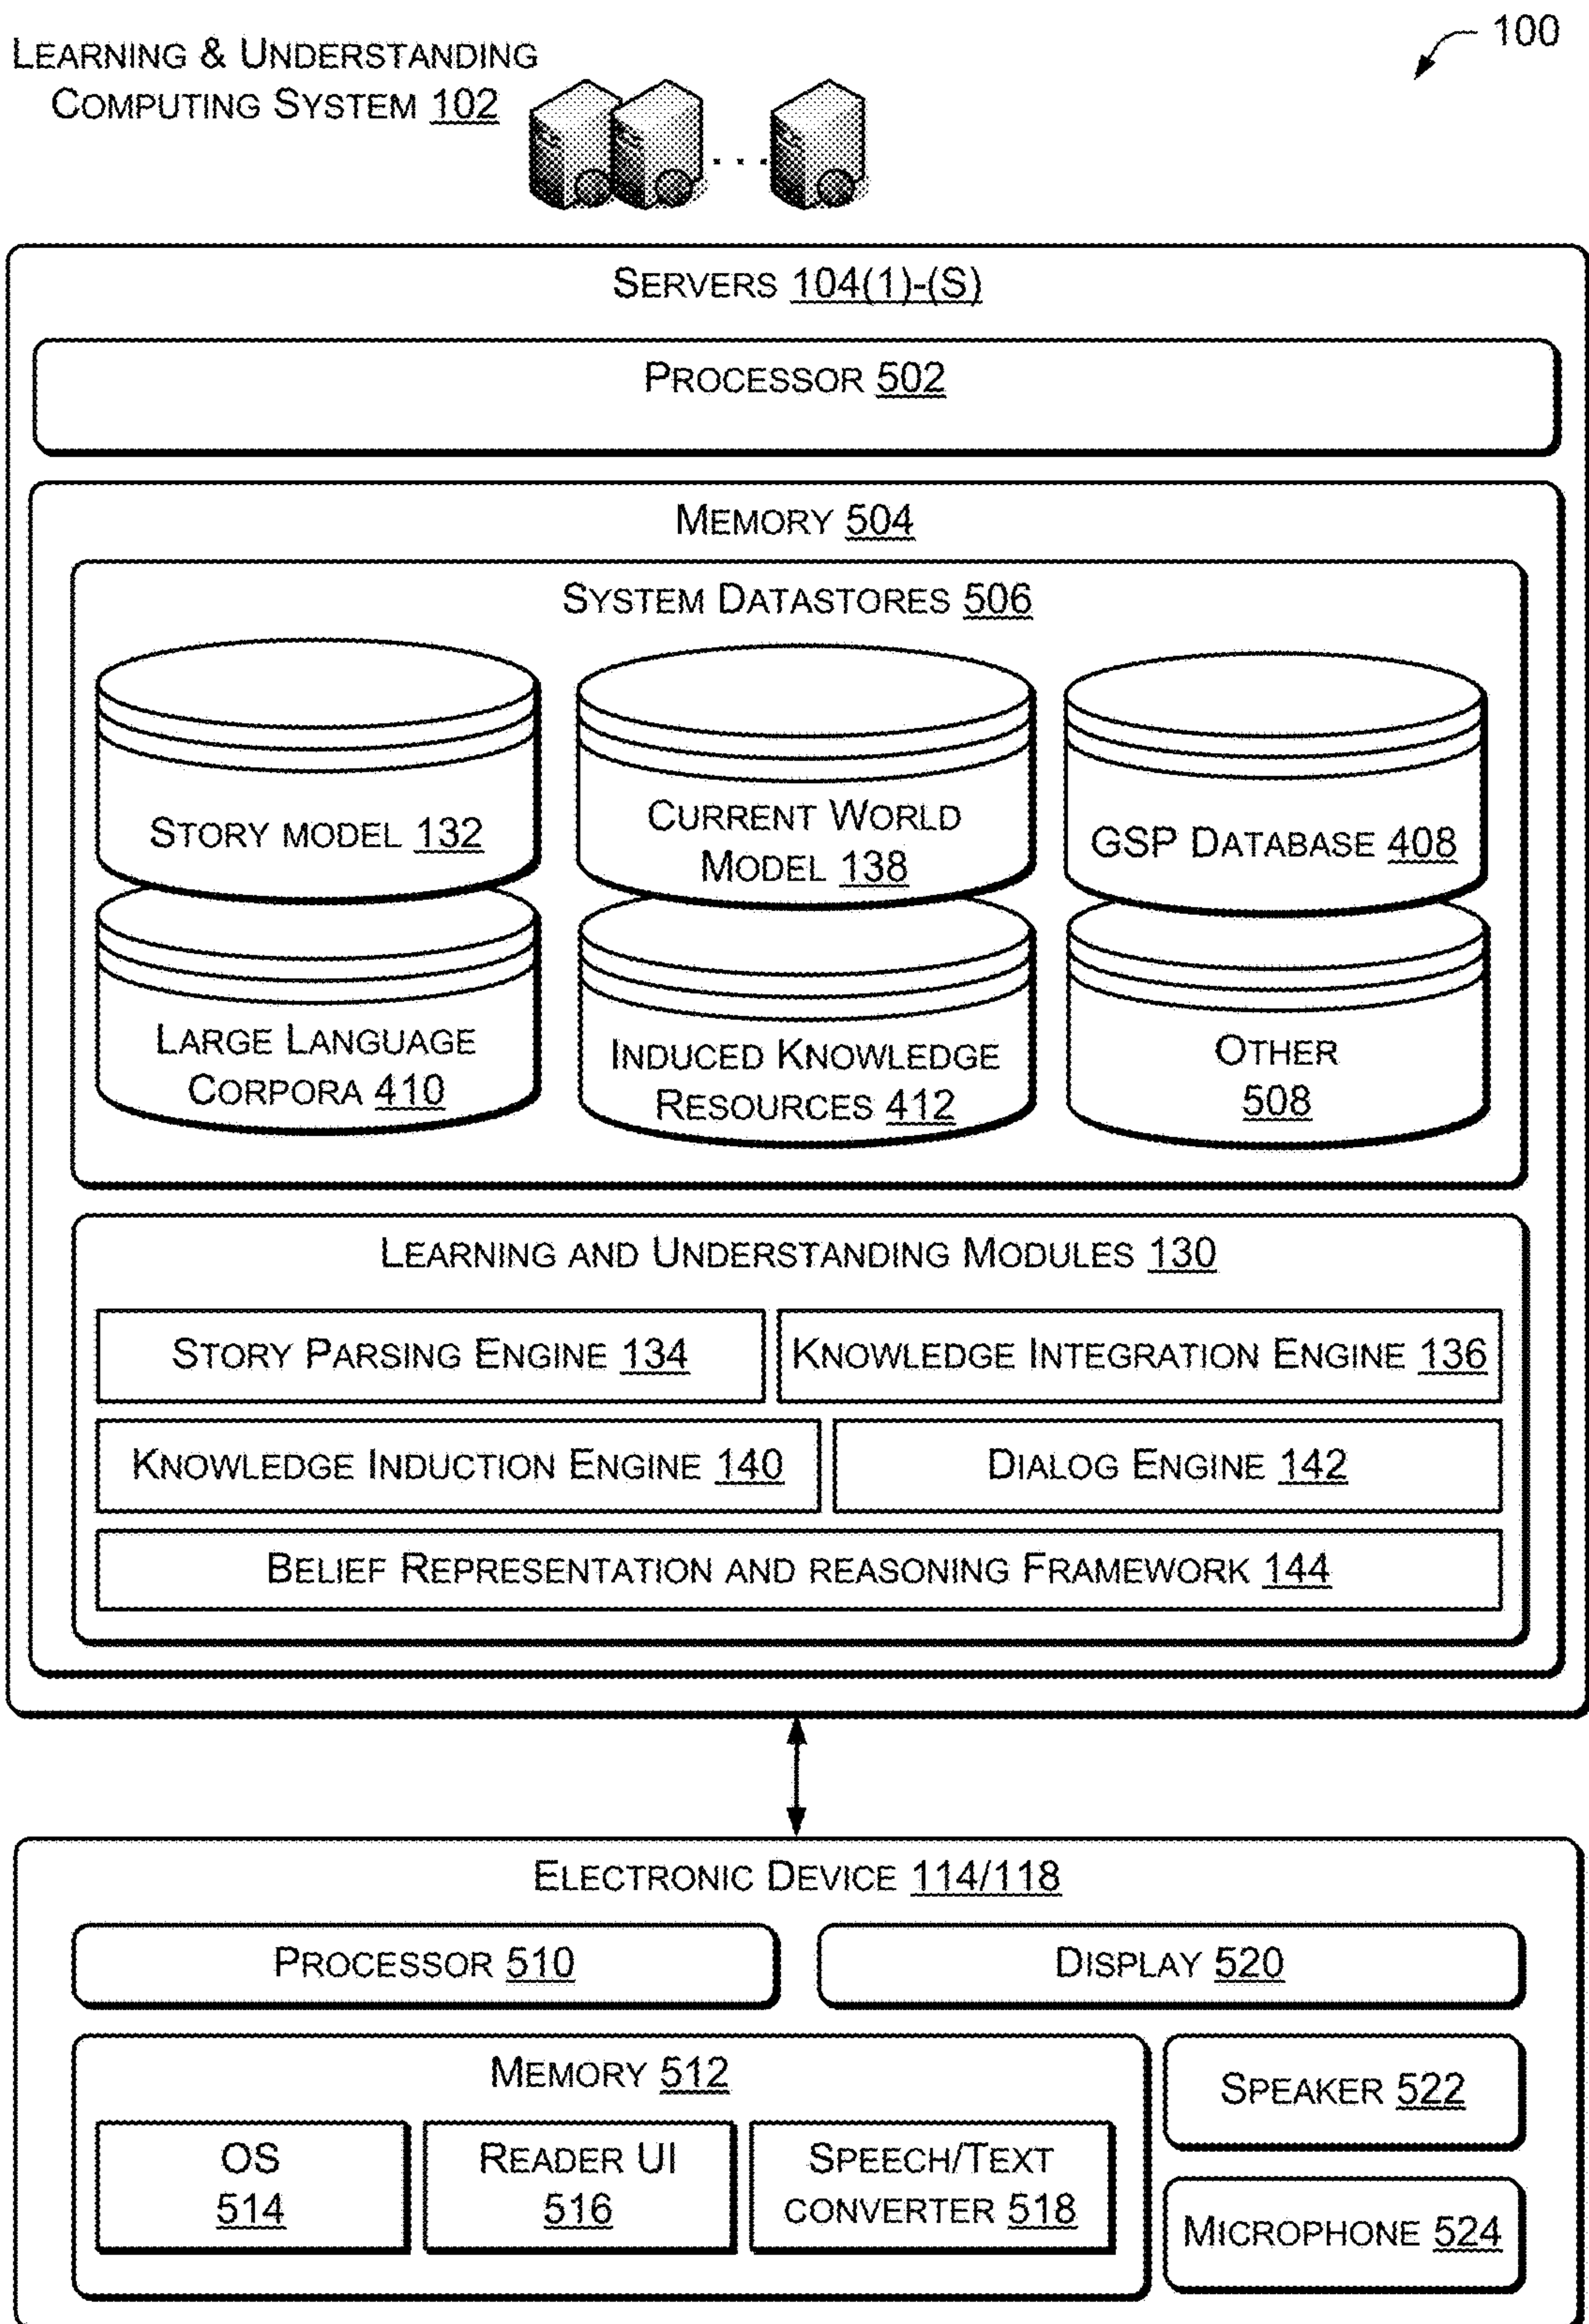 LEARNING & UNDERSTANDING
COMPUTING SYSTEM 102
100
SERVERS 104(1)-(S)
PROCESSOR 502
MEMORY 504
SYSTEM DATASTORES 506
STORY MODEL 132
CURRENT WORLD
MODEL 138
GSP DATABASE 408
LARGE LANGUAGE
CORPORA 410
INDUCED KNOWLEDGE
RESOURCES 412
OTHER
508
LEARNING AND UNDERSTANDING MODULES 130
STORY PARSING ENGINE 134
KNOWLEDGE INTEGRATION ENGINE 136
KNOWLEDGE INDUCTION ENGINE 140
DIALOG ENGINE 142
BELIEF REPRESENTATION AND REASONING FRAMEWORK 144
ELECTRONIC DEVICE 114/118
PROCESSOR 510
DISPLAY 520
MEMORY 512
OS
514
READER UI
516
SPEECH/TEXT
CONVERTER 518
SPEAKER 522
MICROPHONE 524